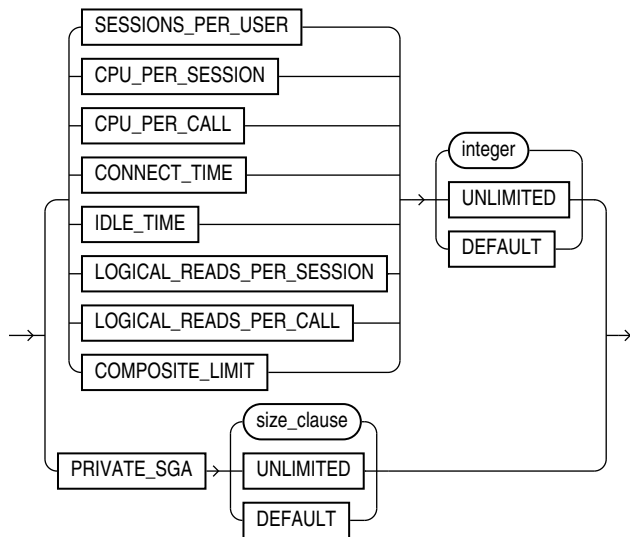 SESSIONS_PER_USER
CPU_PER_SESSION
CPU_PER_CALL
CONNECT_TIME
IDLE_TIME
LOGICAL_READS_PER_SESSION
LOGICAL_READS_PER_CALL
COMPOSITE_LIMIT
integer
UNLIMITED
DEFAULT
PRIVATE_SGA
size_clause
UNLIMITED
DEFAULT